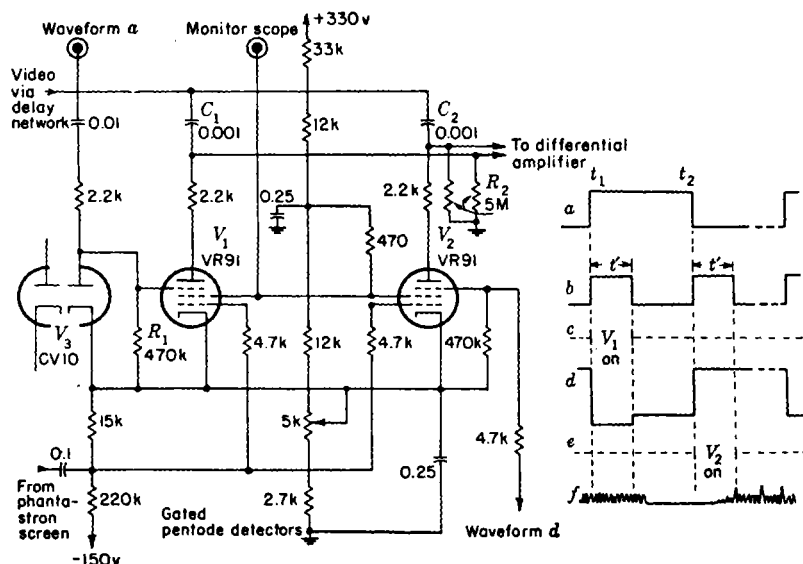 Waveform a
Monitor scope
+330v
33k
Video
via
delay
network
0.01
C1
0.001
12k
C2
0.001
To differential
amplifier
2.2k
2.2k
0.25
2.2k
R2
5M
V1
VR91
470
V2
VR91
V3
CV10
R1
470k
4.7k
12k
4.7k
470k
15k
5k
4.7k
0.1
0.25
From
phanta-
stron
screen
220k
2.7k
Gated
pentode detectors
Waveform d
-150v
t1
t2
a
t'
t'
b
c
V1
on
d
e
V2
on
f